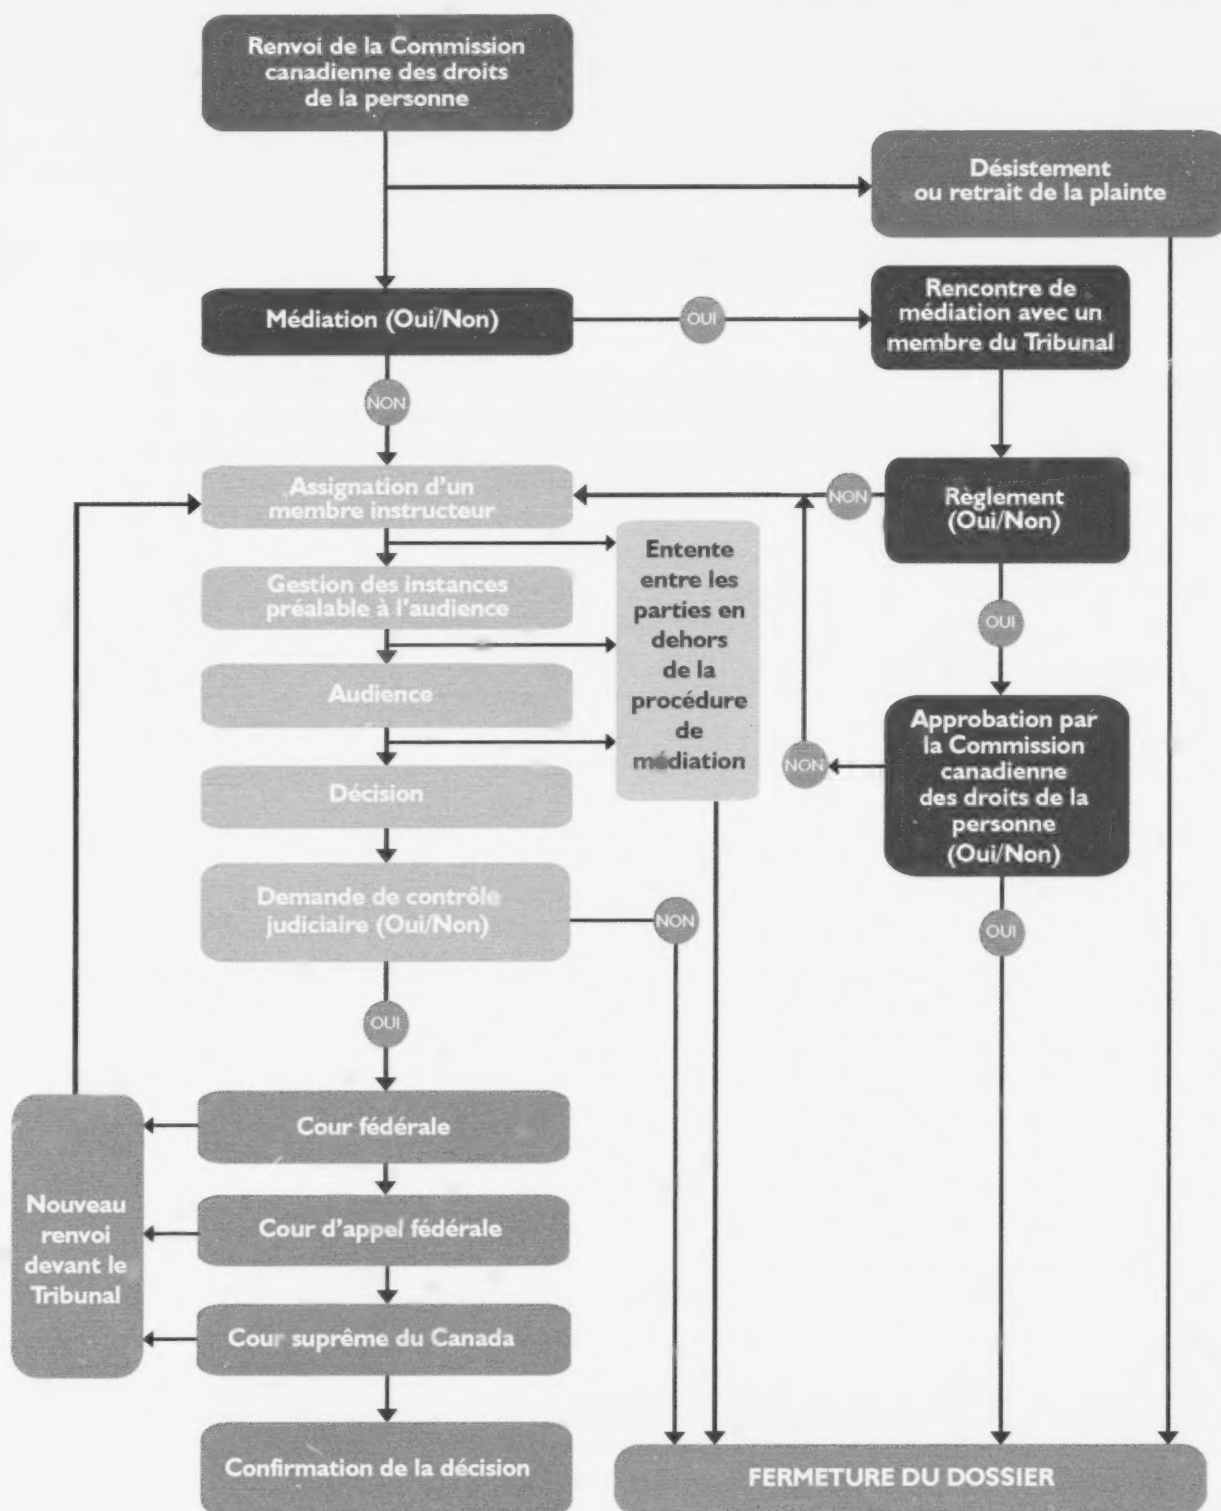 Renvoi de la Commission
canadienne des droits
de la personne
Désistement
ou retrait de la plainte
Médiation (Oui/Non)
OUI
Rencontre de
médiation avec un
membre du Tribunal
NON
Assignation d'un
membre instructeur
NON
Règlement
(Oui/Non)
Gestion des instances
préalable à l'audience
Entente
entre les
parties en
dehors
de la
procédure
de
médiation
OUI
Audience
Approbation par
la Commission
canadienne
des droits de la
personne
(Oui/Non)
NON
Décision
Demande de contrôle
judiciaire (Oui/Non)
NON
OUI
OUI
Cour fédérale
Nouveau
renvoi
devant le
Tribunal
Cour d'appel fédérale
Cour suprême du Canada
Confirmation de la décision
FERMETURE DU DOSSIER